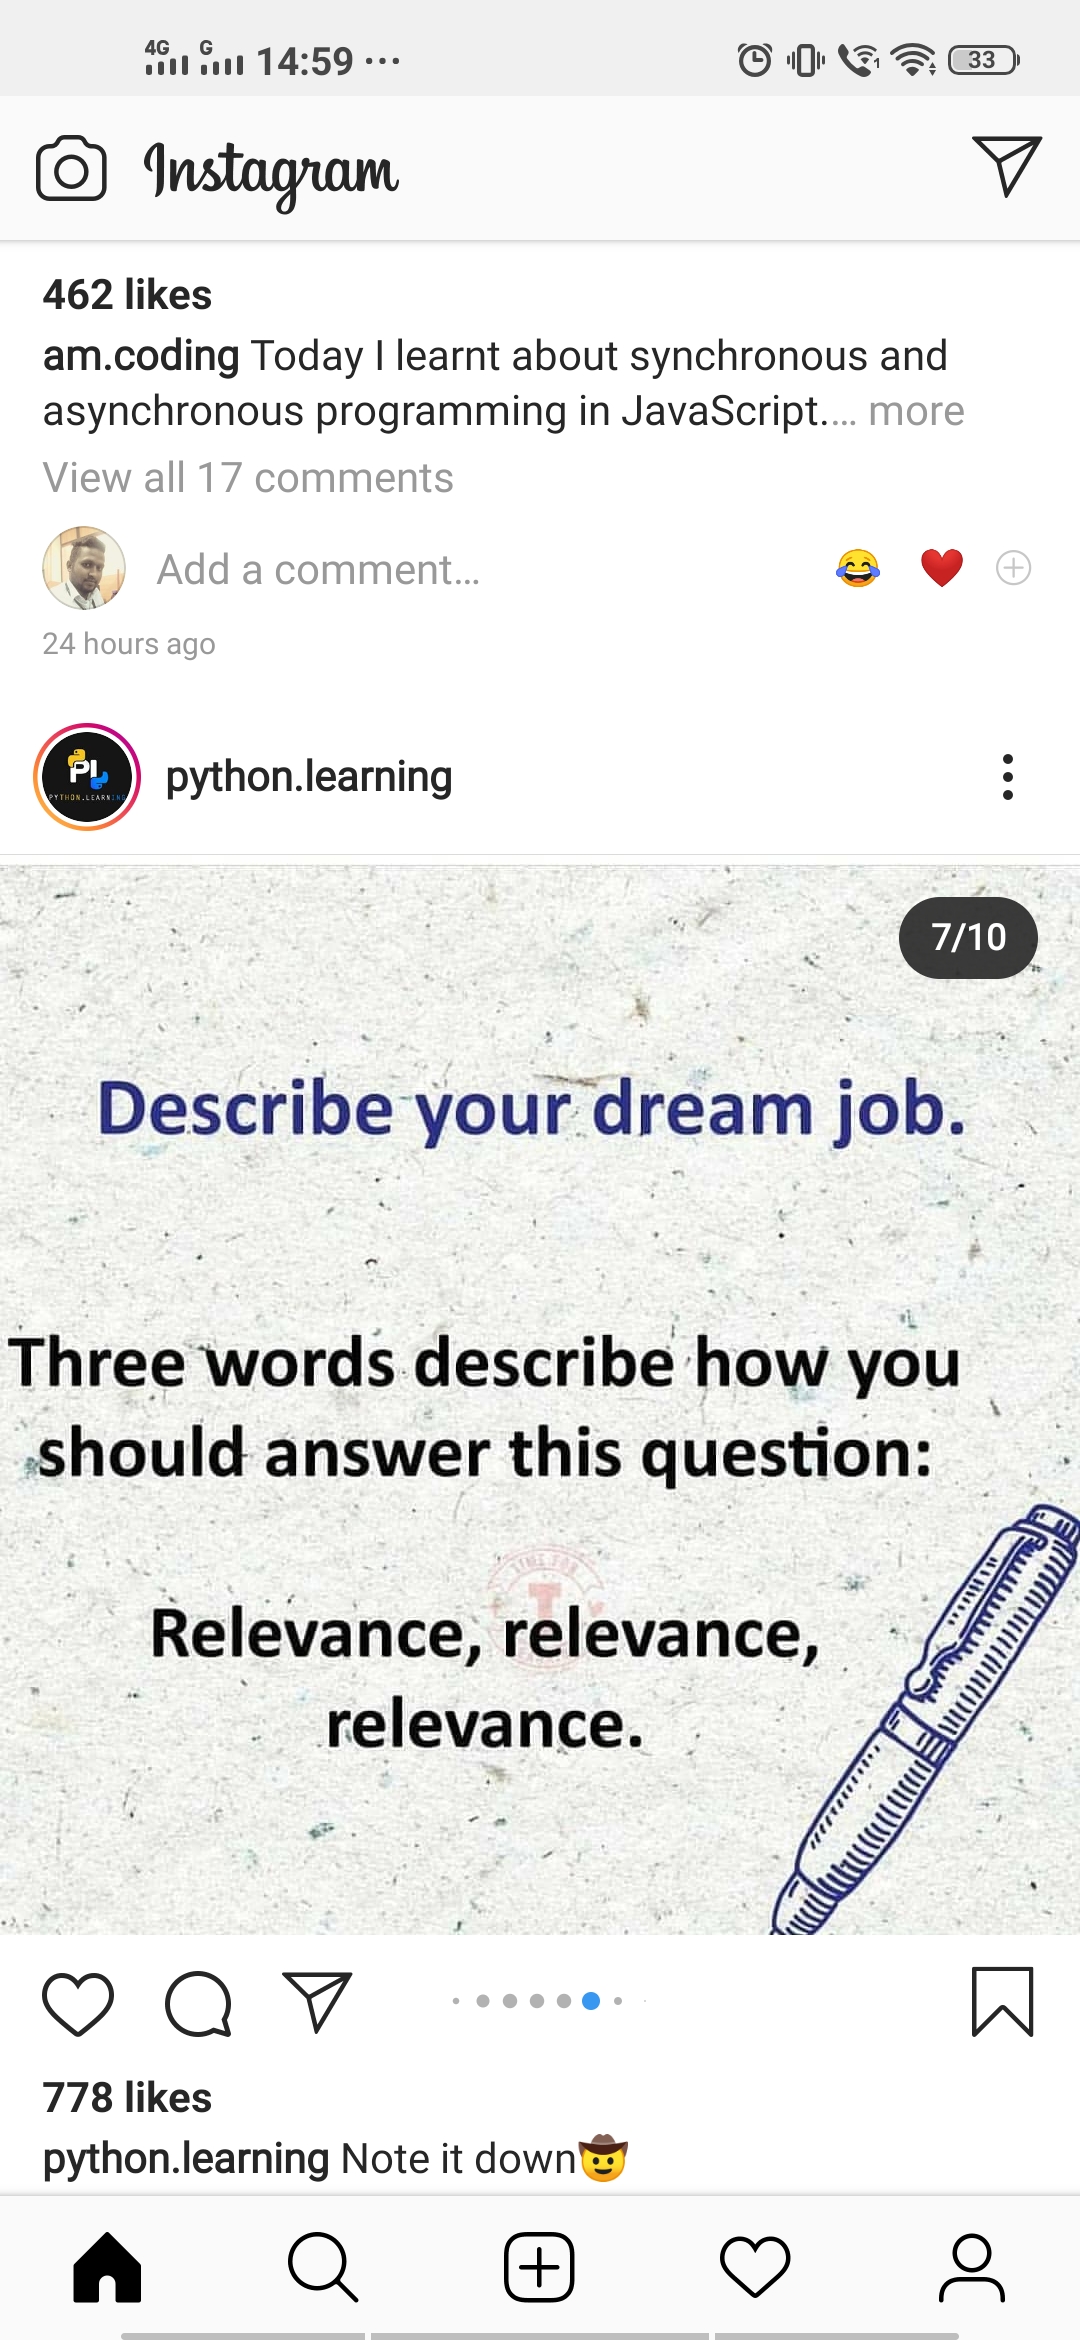 4G G 14:59 ... 33
Instagram
462 likes
am.coding Today I learnt about synchronous and
asynchronous programming in JavaScript.... more
View all 17 comments
Add a comment...
24 hours ago
PL
PYTHON.LEARNING
python.learning
7/10
Describe your dream job.
Three words describe how you
should answer this question:
TIME FOR
T
Relevance, relevance,
relevance.
778 likes
python.learning Note it down🤠